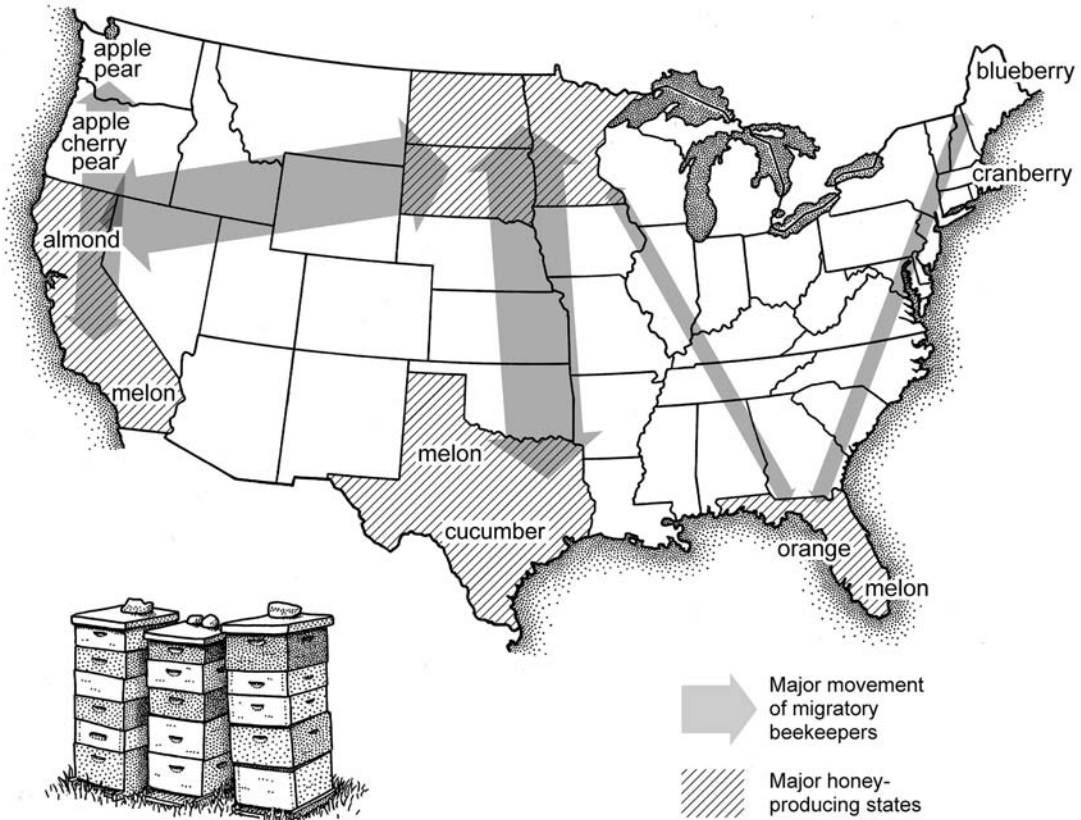 apple
pear
apple
cherry
pear
almond
melon
melon
cucumber
orange
melon
blueberry
cranberry
Major movement
of migratory
beekeepers
Major honey-
producing states